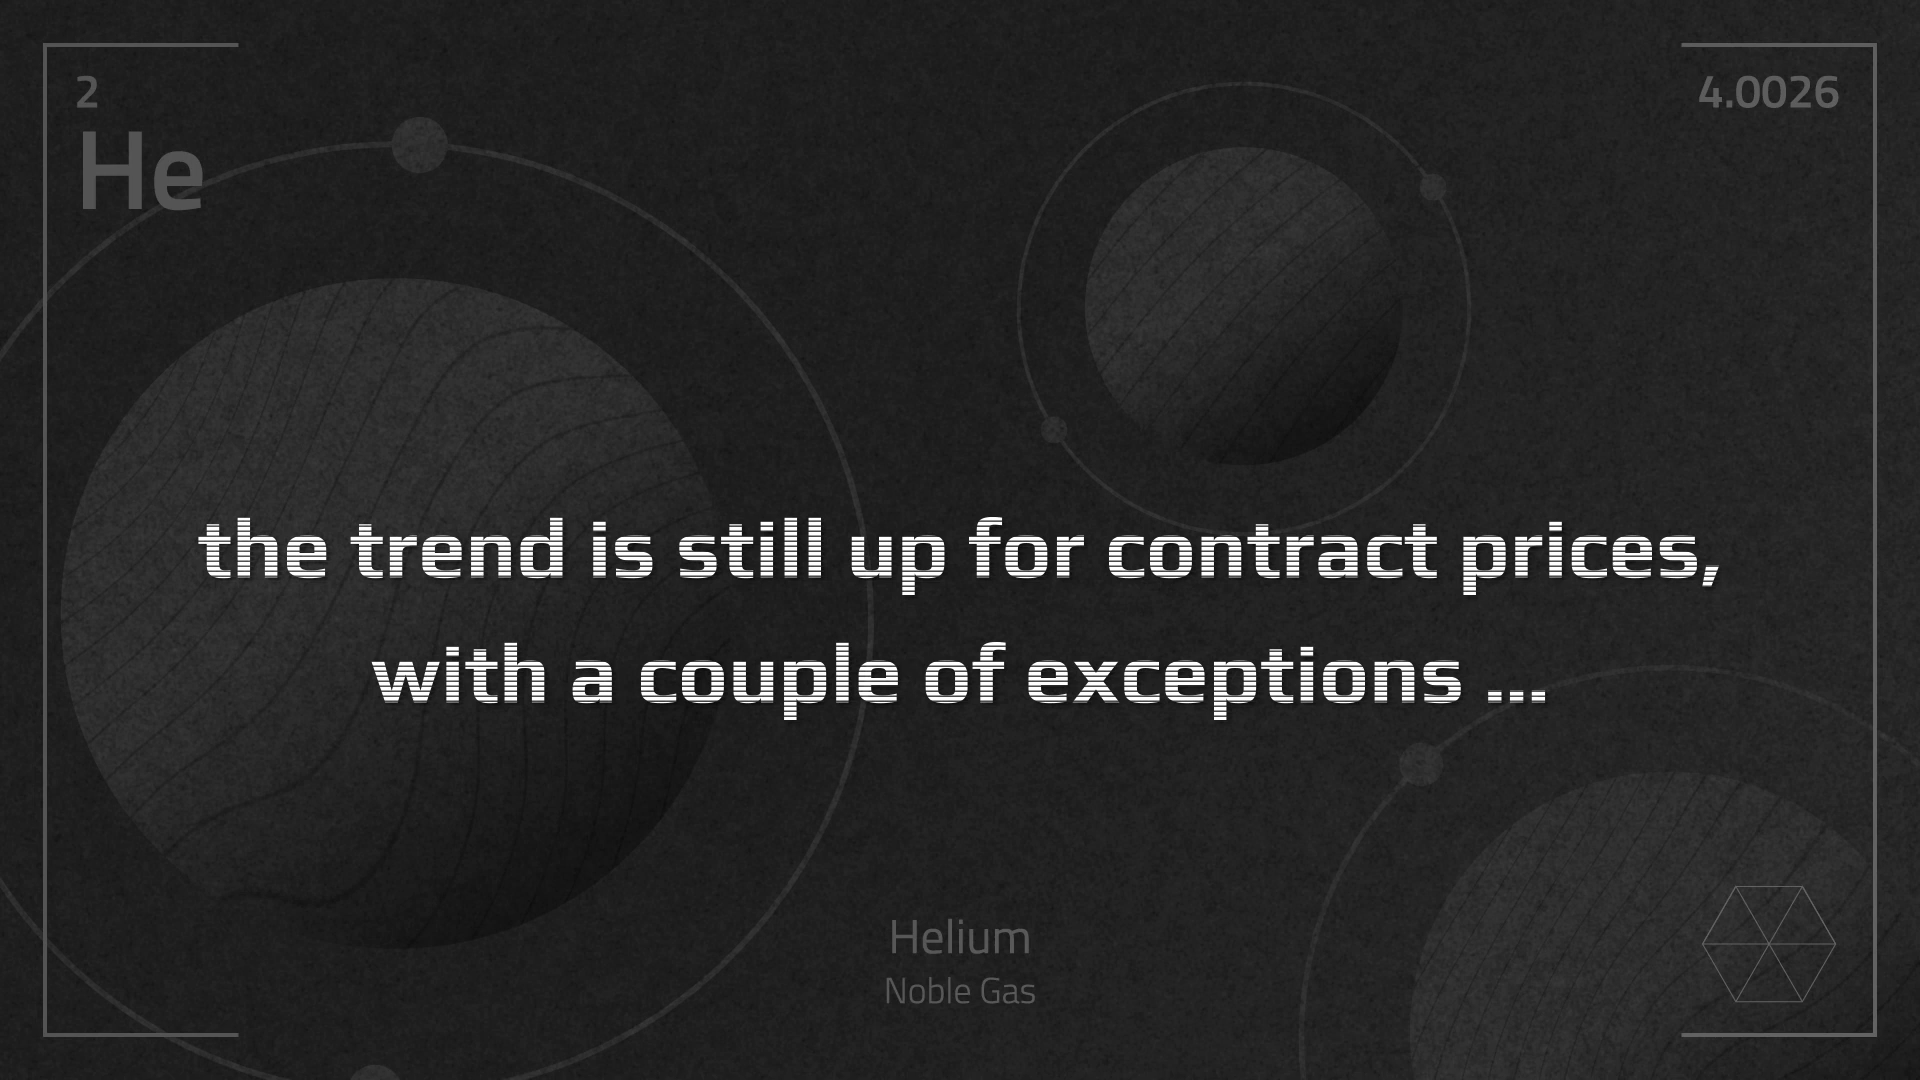 2
4.0026
He
the trend is still up for contract prices,
with a couple of exceptions ...
Helium
Noble Gas